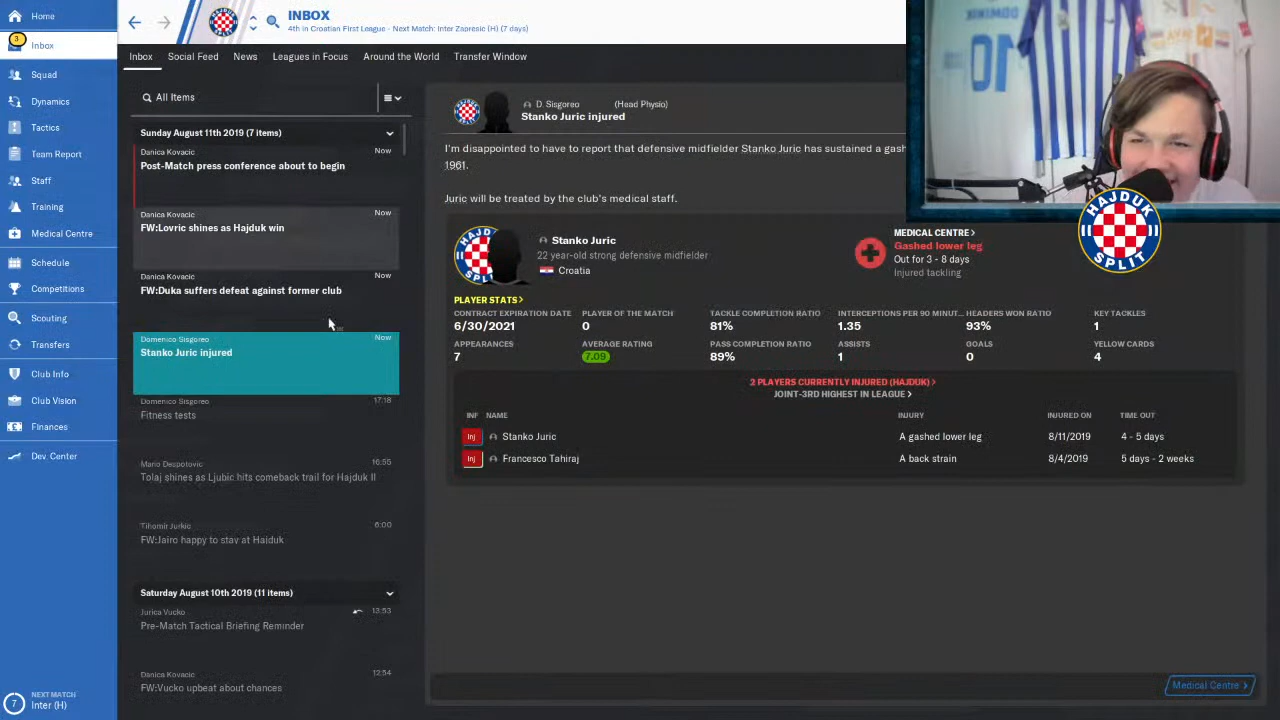 Home
3
Inbox
Squad
Dynamics
Tactics
Team Report
Staff
Training
Medical Centre
Schedule
Competitions
Scouting
Transfers
Club Info
Club Vision
Finances
Dev. Center
7
NEXT MATCH
Inter (H)
INBOX
4th in Croatian First League - Next Match: Inter Zapresic (H) (7 days)
Inbox Social Feed News Leagues in Focus Around the World Transfer Window
All Items
Sunday August 11th 2019 (7 items)
Danica Kovacic Now
Post-Match press conference about to begin
Danica Kovacic Now
FW:Lovric shines as Hajduk win
Danica Kovacic Now
FW:Duka suffers defeat against former club
Domenico Sisgoreo Now
Stanko Juric injured
Domenico Sisgoreo 17:18
Fitness tests
Mario Despotovic 16:55
Tolaj shines as Ljubic hits comeback trail for Hajduk II
Tihomir Jurkic 6:00
FW:Jairo happy to stay at Hajduk
Saturday August 10th 2019 (11 items)
Jurica Vucko 13:53
Pre-Match Tactical Briefing Reminder
Danica Kovacic 12:54
FW:Vucko upbeat about chances
D. Sisgoreo (Head Physio)
Stanko Juric injured
I'm disappointed to have to report that defensive midfielder Stanko Juric has sustained a gash
1961.
Juric will be treated by the club's medical staff.
Stanko Juric
22 year-old strong defensive midfielder
Croatia
MEDICAL CENTRE >
Gashed lower leg
Out for 3 - 8 days
Injured tackling
PLAYER STATS >
CONTRACT EXPIRATION DATE PLAYER OF THE MATCH TACKLE COMPLETION RATIO INTERCEPTIONS PER 90 MINUT... HEADERS WON RATIO KEY TACKLES
6/30/2021 0 81% 1.35 93% 1
APPEARANCES AVERAGE RATING PASS COMPLETION RATIO ASSISTS GOALS YELLOW CARDS
7 7.09 89% 1 0 4
2 PLAYERS CURRENTLY INJURED (HAJDUK) >
JOINT-3RD HIGHEST IN LEAGUE >
INF NAME INJURY INJURED ON TIME OUT
Inj Stanko Juric A gashed lower leg 8/11/2019 4 - 5 days
Inj Francesco Tahiraj A back strain 8/4/2019 5 days - 2 weeks
Medical Centre >
DOMINIK
10
HAJDUK
SPLIT